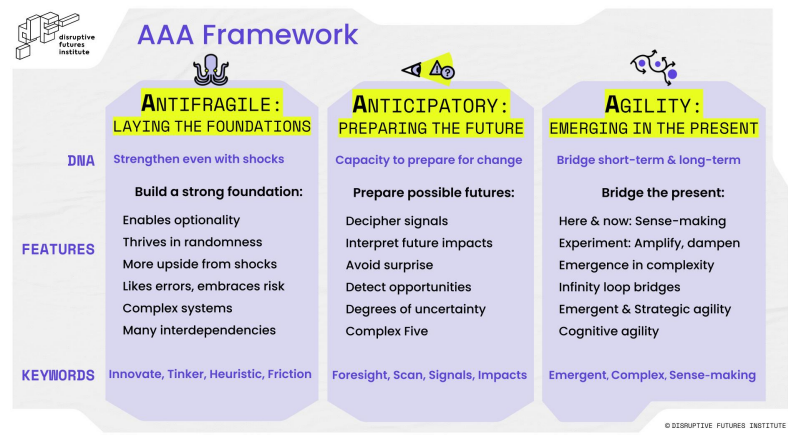 disruptive
futures
institute
AAA Framework
ANTIFRAGILE:
LAYING THE FOUNDATIONS
ANTICIPATORY:
PREPARING THE FUTURE
AGILITY:
EMERGING IN THE PRESENT
DNA
Strengthen even with shocks
Capacity to prepare for change
Bridge short-term & long-term
FEATURES
Build a strong foundation:
Enables optionality
Thrives in randomness
More upside from shocks
Likes errors, embraces risk
Complex systems
Many interdependencies
Prepare possible futures:
Decipher signals
Interpret future impacts
Avoid surprise
Detect opportunities
Degrees of uncertainty
Complex Five
Bridge the present:
Here & now: Sense-making
Experiment: Amplify, dampen
Emergence in complexity
Infinity loop bridges
Emergent & Strategic agility
Cognitive agility
KEYWORDS
Innovate, Tinker, Heuristic, Friction
Foresight, Scan, Signals, Impacts
Emergent, Complex, Sense-making
© DISRUPTIVE FUTURES INSTITUTE